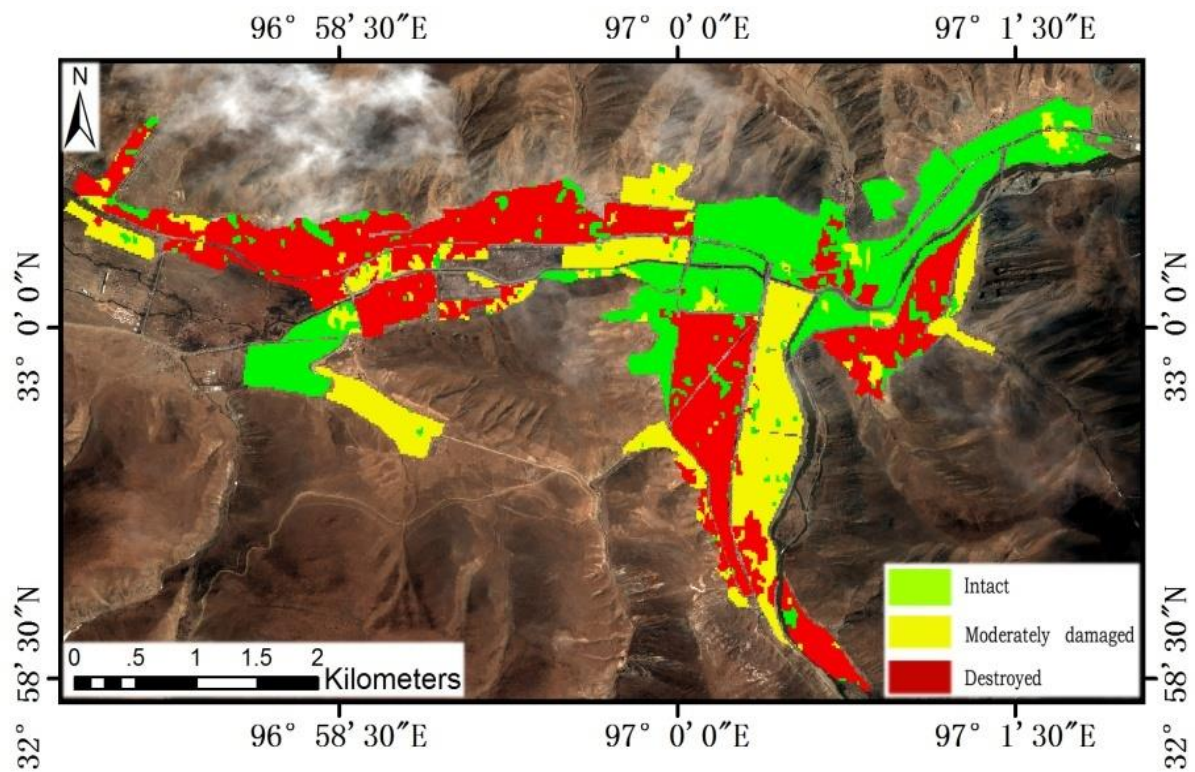 96° 58′ 30″E 97° 0′ 0″E 97° 1′ 30″E
N
33° 0′ 0″N
33° 0′ 0″N
Intact
Moderately damaged
Destroyed
0 .5 1 1.5 2
Kilometers
32° 58′ 30″N
32° 58′ 30″N
96° 58′ 30″E 97° 0′ 0″E 97° 1′ 30″E